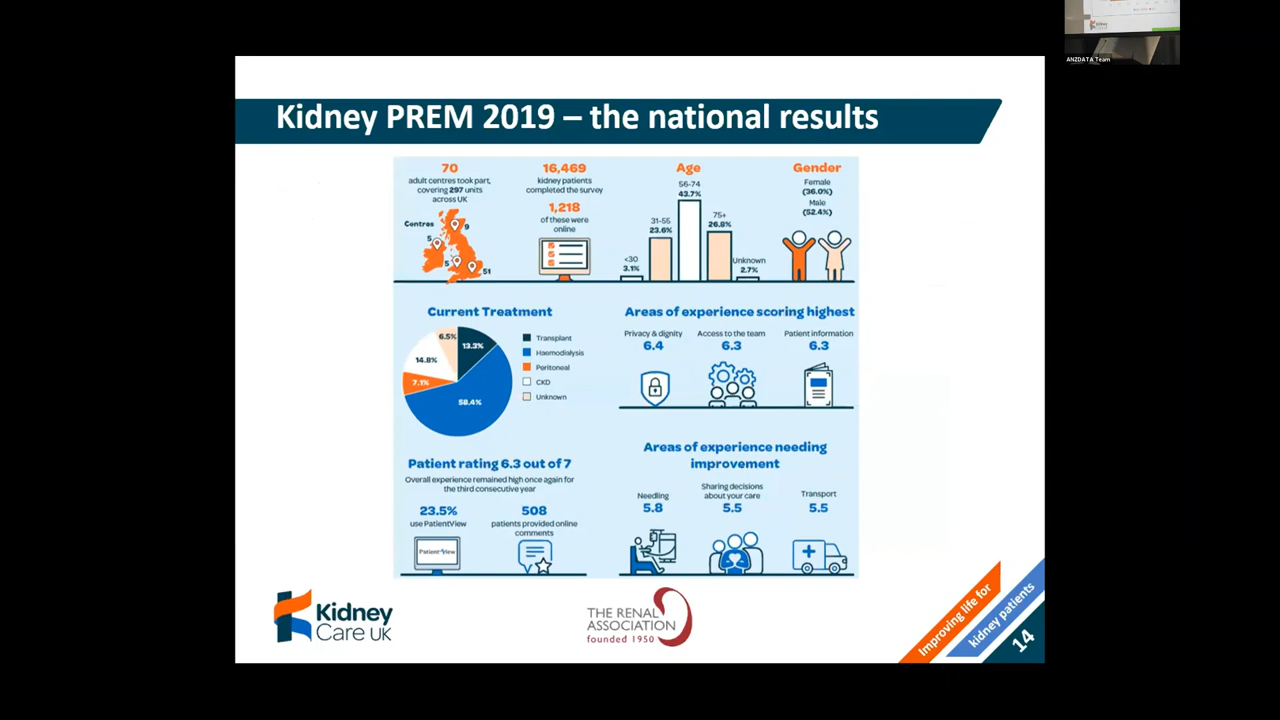 ANZDATA Team
Kidney PREM 2019 – the national results
70
adult centres took part,
covering 297 units
across UK
Centres
9
5
5
51
16,469
kidney patients
completed the survey
1,218
of these were
online
Age
<30
3.1%
31-55
23.6%
56-74
43.7%
75+
26.8%
Unknown
2.7%
Gender
Female
(36.0%)
Male
(52.4%)
Current Treatment
6.5%
13.3%
14.8%
7.1%
58.4%
Transplant
Haemodialysis
Peritoneal
CKD
Unknown
Areas of experience scoring highest
Privacy & dignity
6.4
Access to the team
6.3
Patient information
6.3
Patient rating 6.3 out of 7
Overall experience remained high once again for
the third consecutive year
23.5%
use PatientView
PatientView
508
patients provided online
comments
Areas of experience needing
improvement
Needling
5.8
Sharing decisions
about your care
5.5
Transport
5.5
Kidney
Care UK
THE RENAL
ASSOCIATION
founded 1950
Improving life for
kidney patients
14